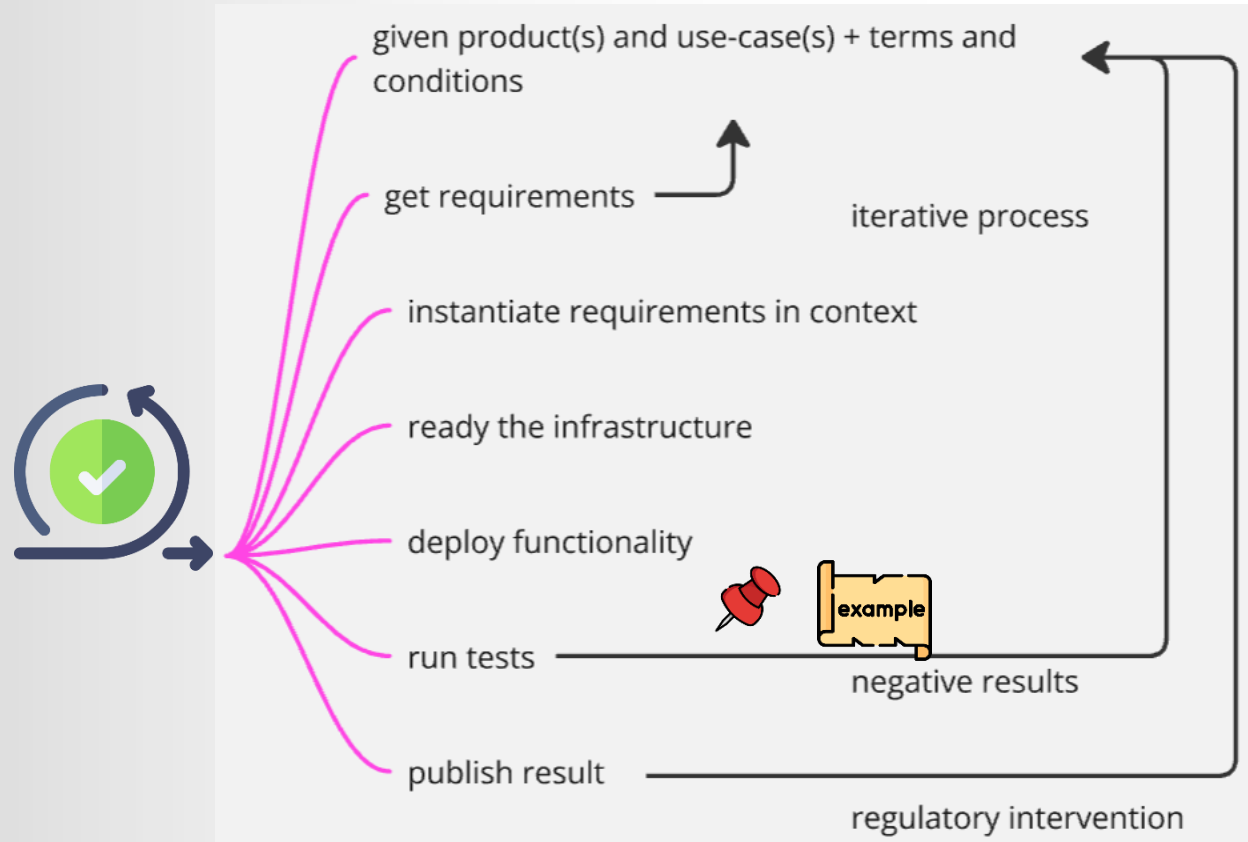 given product(s) and use-case(s) + terms and
conditions
get requirements
iterative process
instantiate requirements in context
ready the infrastructure
deploy functionality
example
run tests
negative results
publish result
regulatory intervention